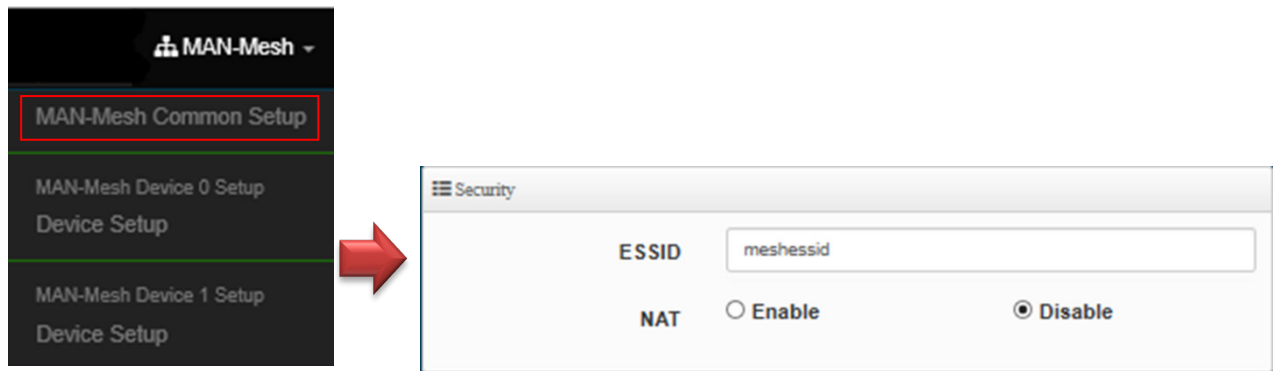 MAN-Mesh
MAN-Mesh Common Setup
MAN-Mesh Device 0 Setup
Device Setup
MAN-Mesh Device 1 Setup
Device Setup
Security
ESSID meshessid
NAT Enable Disable